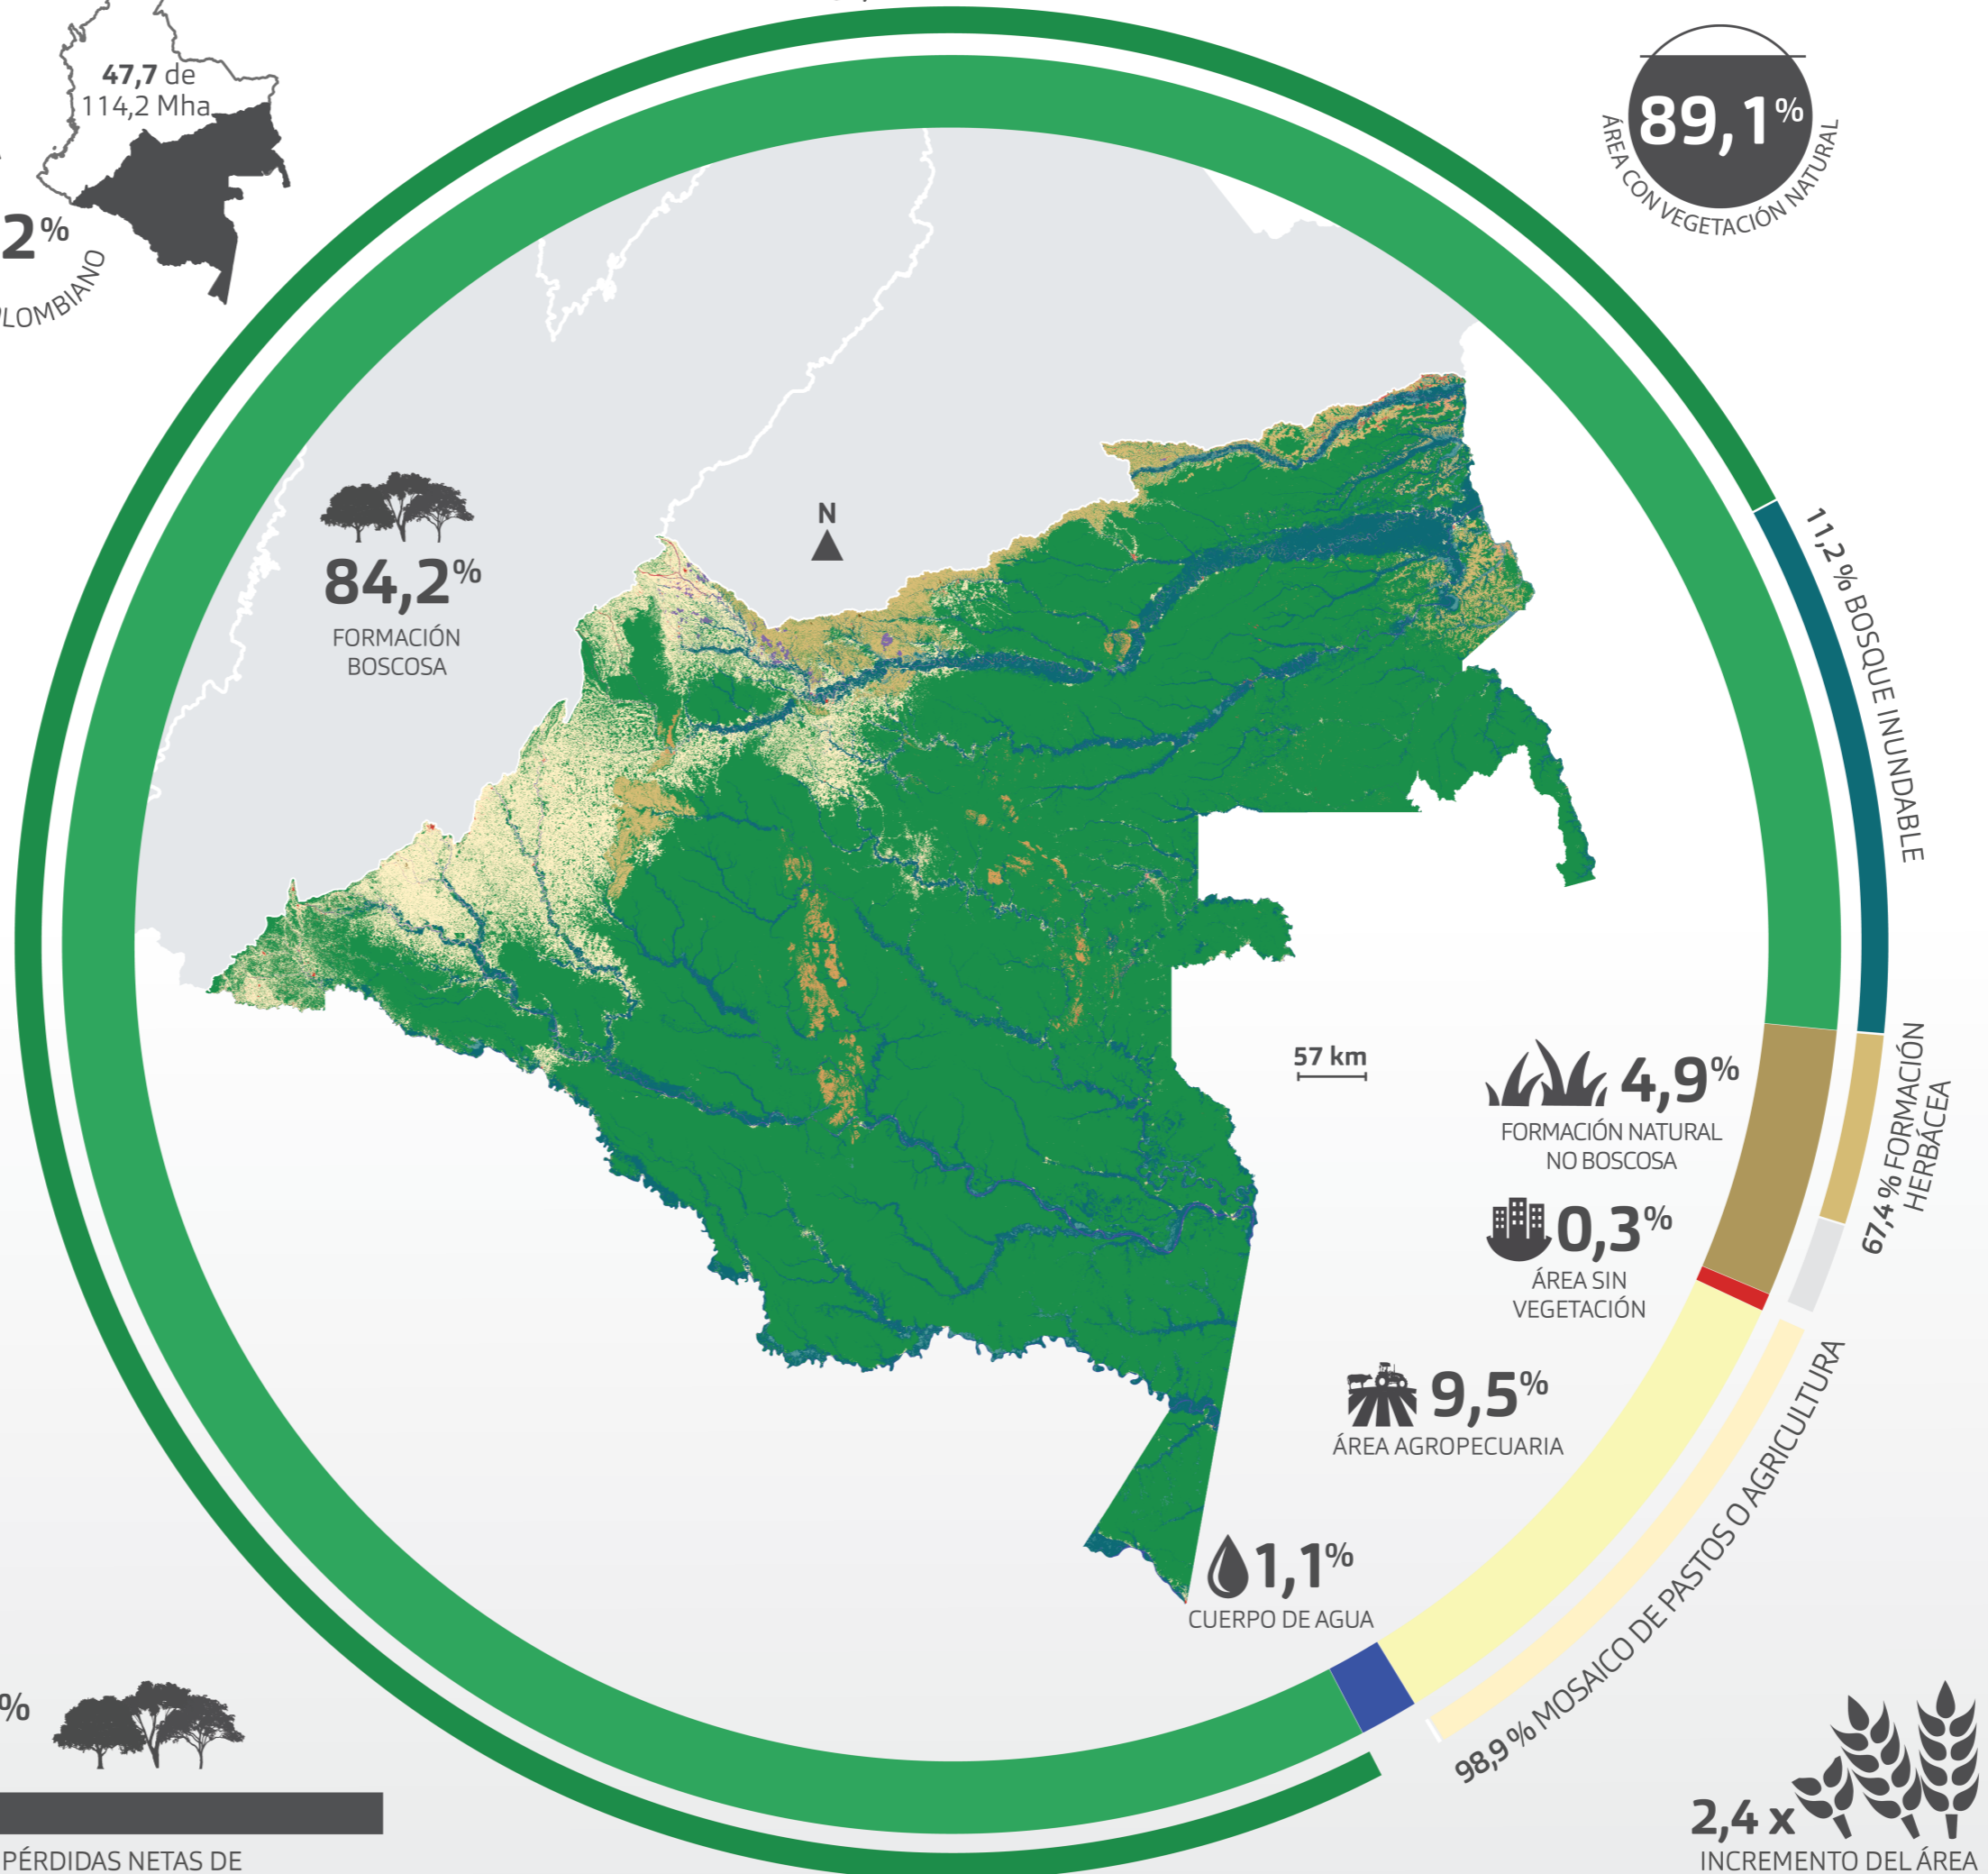 47,7 de
114,2 Mha
2%
LOMBIANO
89,1%
ÁREA CON VEGETACIÓN NATURAL
84,2%
FORMACIÓN
BOSCOSA
N
11,2 % BOSQUE INUNDABLE
57 km
4,9%
FORMACIÓN NATURAL
NO BOSCOSA
67,4 % FORMACIÓN
HERBÁCEA
0,3%
ÁREA SIN
VEGETACIÓN
9,5%
ÁREA AGROPECUARIA
98,9 % MOSAICO DE PASTOS O AGRICULTURA
1,1%
CUERPO DE AGUA
%
PÉRDIDAS NETAS DE
2,4 x
INCREMENTO DEL ÁREA